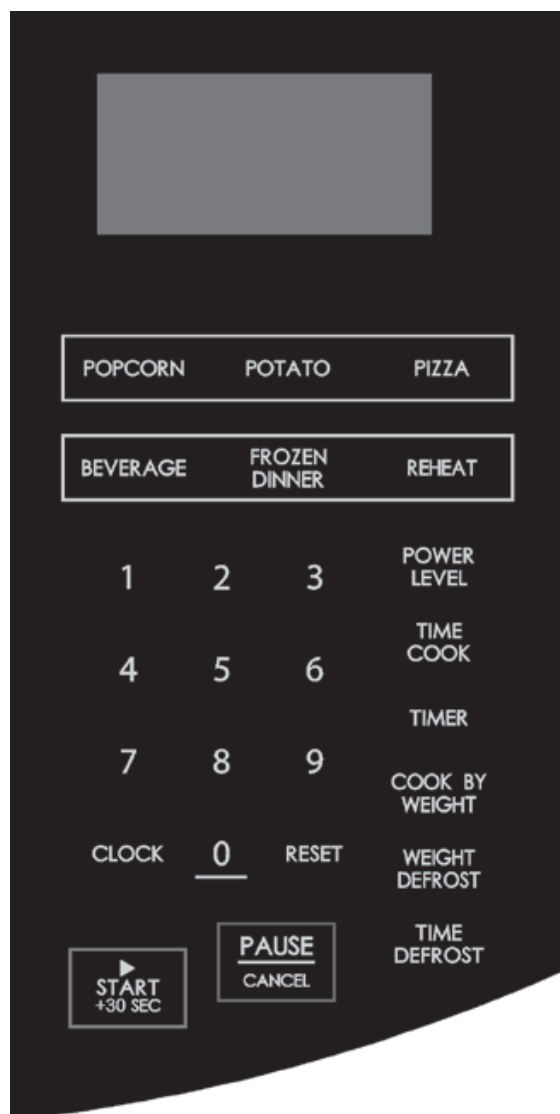 POPCORN POTATO PIZZA
BEVERAGE FROZEN DINNER REHEAT
POWER
LEVEL
1 2 3
TIME
COOK
4 5 6
TIMER
7 8 9
COOK BY
WEIGHT
CLOCK 0 RESET
WEIGHT
DEFROST
TIME
DEFROST
START
+30 SEC
PAUSE
CANCEL